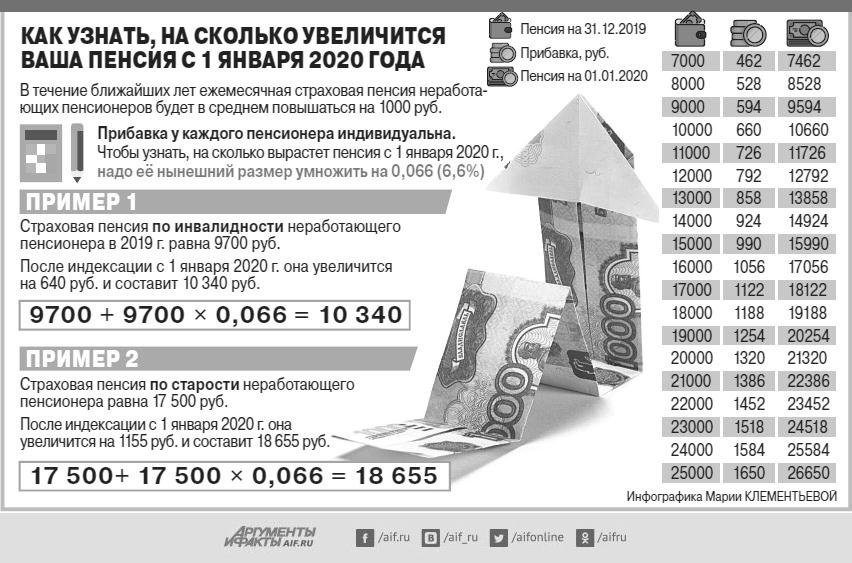 КАК УЗНАТЬ, НА СКОЛЬКО УВЕЛИЧИТСЯ
ВАША ПЕНСИЯ С 1 ЯНВАРЯ 2020 ГОДА
В течение ближайших лет ежемесячная страховая пенсия неработа-
ющих пенсионеров будет в среднем повышаться на 1000 руб.
Прибавка у каждого пенсионера индивидуальна.
Чтобы узнать, на сколько вырастет пенсия с 1 января 2020 г.,
надо её нынешний размер умножить на 0,066 (6,6%)
ПРИМЕР 1
Страховая пенсия по инвалидности неработающего
пенсионера в 2019 г. равна 9700 руб.
После индексации с 1 января 2020 г. она увеличится
на 640 руб. и составит 10 340 руб.
9700 + 9700 × 0,066 = 10 340
ПРИМЕР 2
Страховая пенсия по старости неработающего
пенсионера равна 17 500 руб.
После индексации с 1 января 2020 г. она
увеличится на 1155 руб. и составит 18 655 руб.
17 500+ 17 500 × 0,066 = 18 655
Пенсия на 31.12.2019
Прибавка, руб.
Пенсия на 01.01.2020
7000 462 7462
8000 528 8528
9000 594 9594
10000 660 10660
11000 726 11726
12000 792 12792
13000 858 13858
14000 924 14924
15000 990 15990
16000 1056 17056
17000 1122 18122
18000 1188 19188
19000 1254 20254
20000 1320 21320
21000 1386 22386
22000 1452 23452
23000 1518 24518
24000 1584 25584
25000 1650 26650
1000
Инфографика Марии КЛЕМЕНТЬЕВОЙ
АРГУМЕНТЫ
И ФАКТЫ AIF.RU
/aif.ru /aif_ru /aifonline /aifru